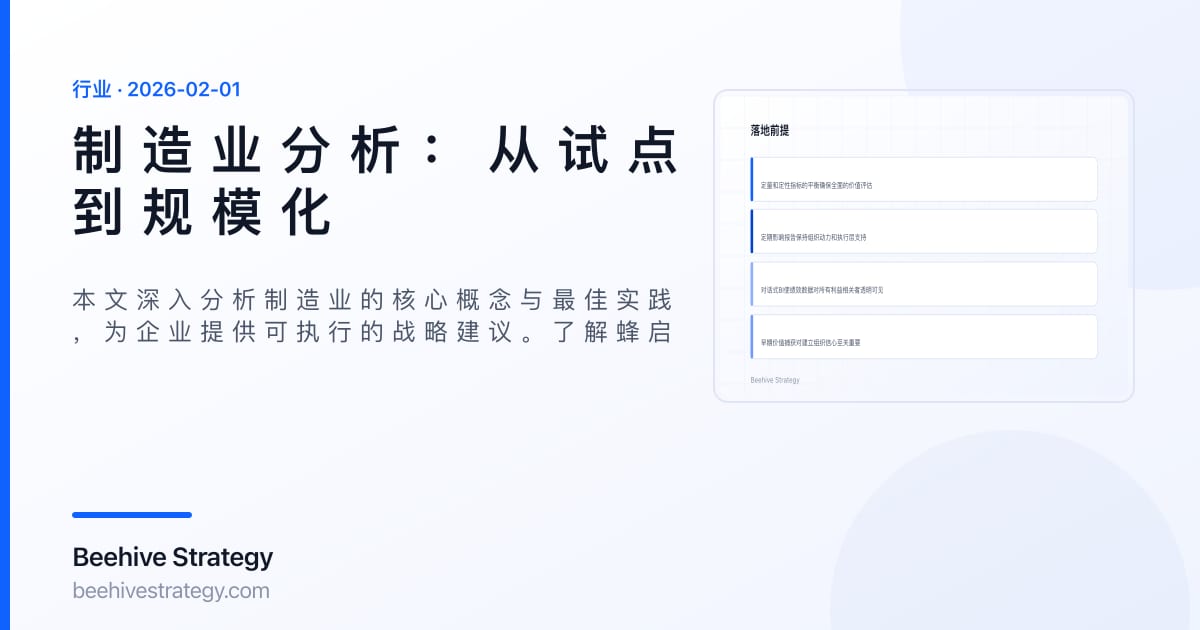 行业 · 2026-02-01
制造业分析：从试点
到规模化
本文深入分析制造业的核心概念与最佳实践
，为企业提供可执行的战略建议。了解蜂启
落地前提
定量和定性指标的平衡确保全面的价值评估
定期影响报告保持组织动力和执行层支持
对话式BI使绩效数据对所有利益相关者透明可见
早期价值捕获对建立组织信心至关重要
Beehive Strategy
Beehive Strategy
beehivestrategy.com